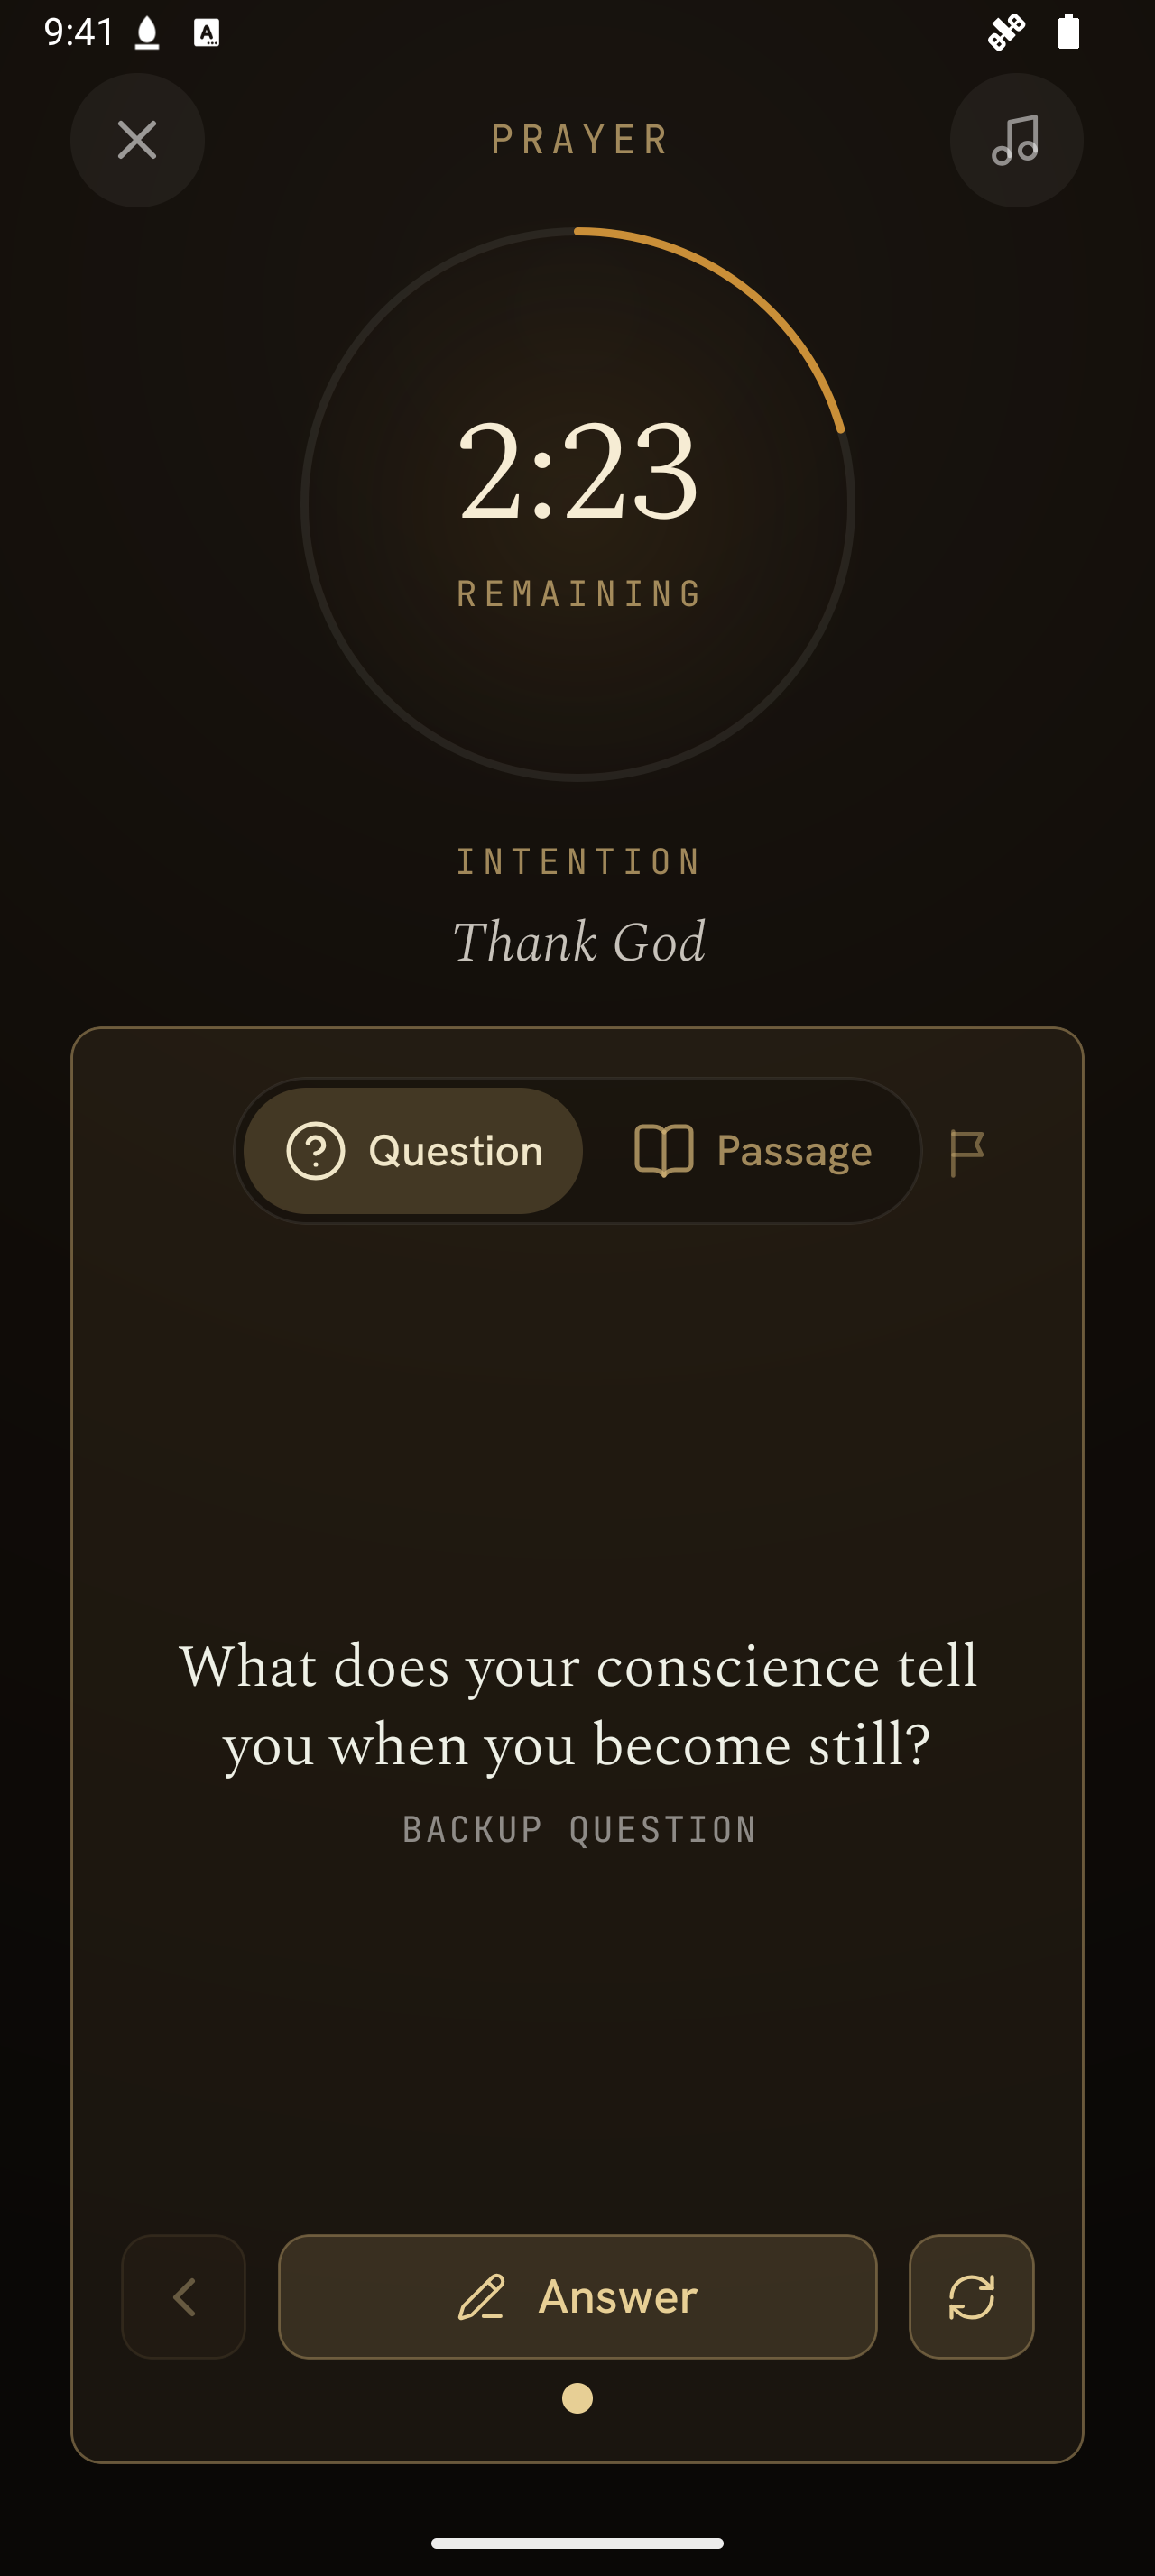 9:41
PRAYER
2:23
REMAINING
INTENTION
Thank God
Question
Passage
What does your conscience tell
you when you become still?
BACKUP QUESTION
Answer